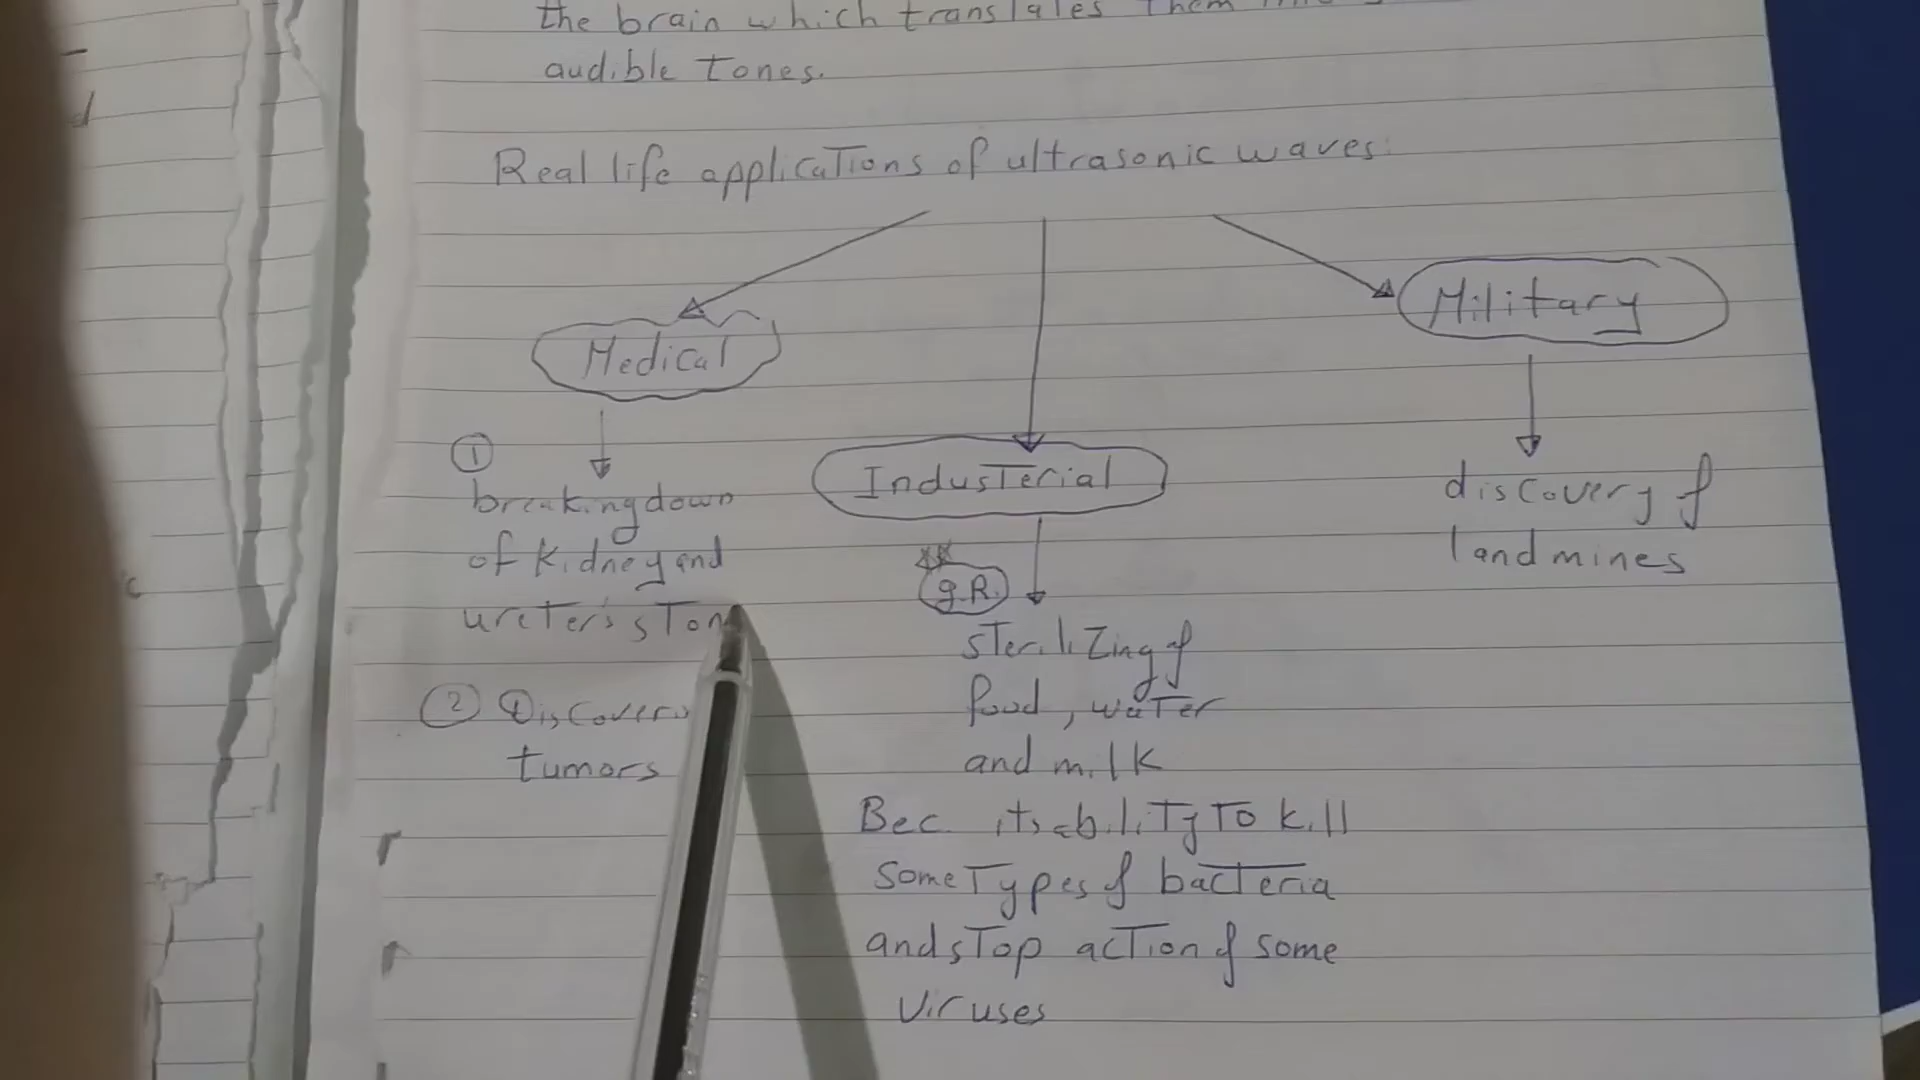 the brain which translates them
audible tones.
Real life applications of ultrasonic waves:
Medical
①
breaking down
of kidney and
ureter's ston
② Discovers
tumors
Industerial
g.R.
sterilizing of
food, water
and milk
Bec. its ability to kill
some types of bacteria
and stop action of some
viruses
Military
discovery of
land mines